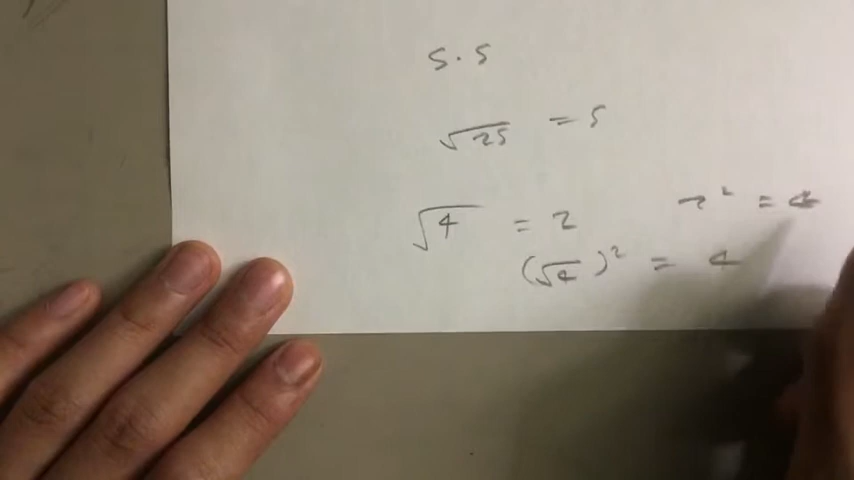 5 · 5
√25 = 5
√4 = 2 2² = 4
(√4)² = 4